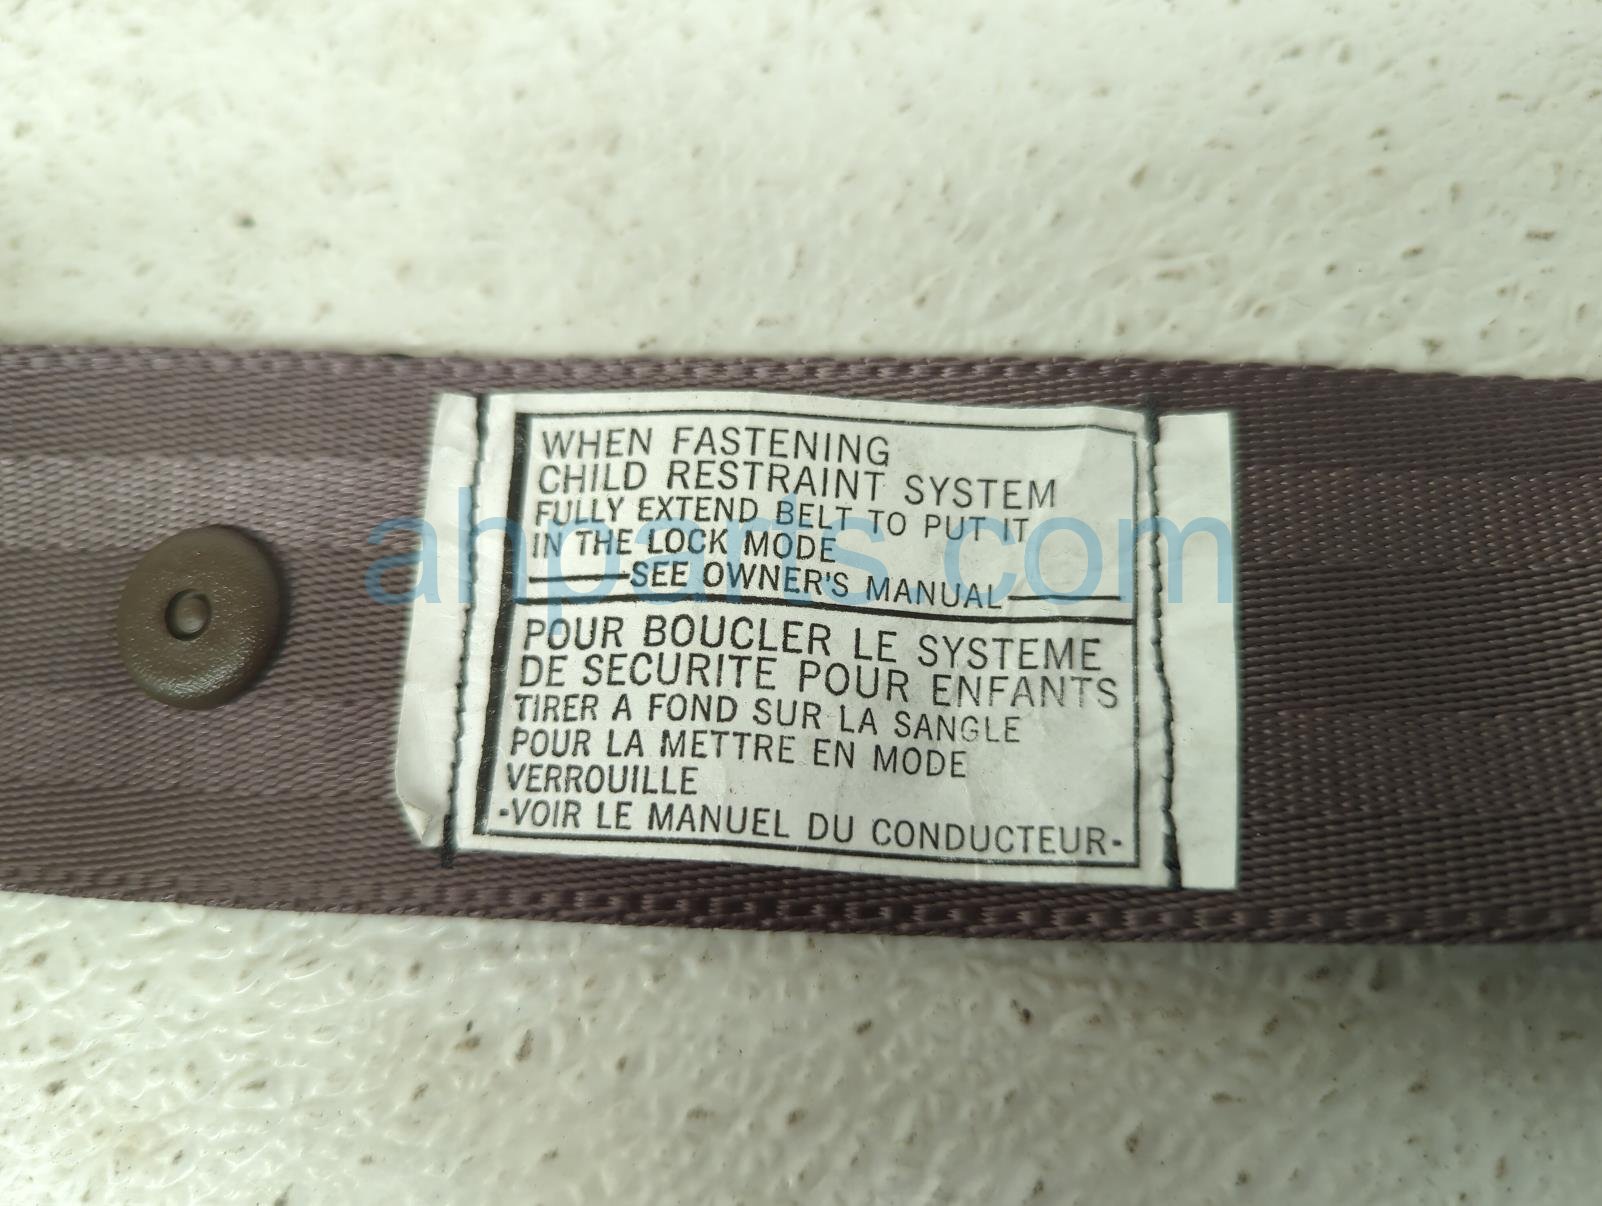 WHEN FASTENING
CHILD RESTRAINT SYSTEM
FULLY EXTEND BELT TO PUT IT
IN THE LOCK MODE
SEE OWNER'S MANUAL
POUR BOUCLER LE SYSTEME
DE SECURITE POUR ENFANTS
TIRER A FOND SUR LA SANGLE
POUR LA METTRE EN MODE
VERROUILLE
-VOIR LE MANUEL DU CONDUCTEUR-
ahparts.com